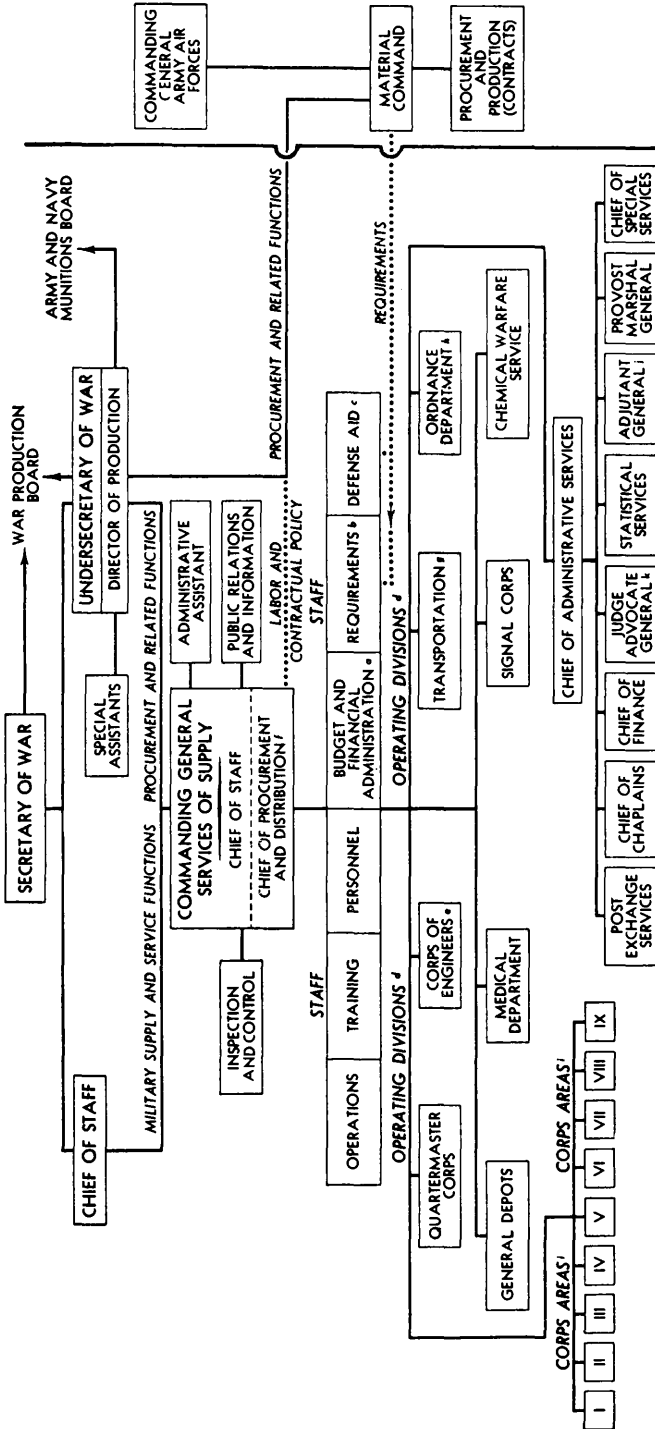 SECRETARY OF WAR
WAR PRODUCTION
BOARD
ARMY AND NAVY
MUNITIONS BOARD
CHIEF OF STAFF
UNDERSECRETARY OF WAR
DIRECTOR OF PRODUCTION
SPECIAL
ASSISTANTS
COMMANDING
GENERAL
ARMY AIR
FORCES
MILITARY SUPPLY AND SERVICE FUNCTIONS
PROCUREMENT AND RELATED FUNCTIONS
PROCUREMENT AND RELATED FUNCTIONS
COMMANDING GENERAL
SERVICES OF SUPPLY
CHIEF OF STAFF
CHIEF OF PROCUREMENT
AND DISTRIBUTION f
ADMINISTRATIVE
ASSISTANT
PUBLIC RELATIONS
AND INFORMATION
INSPECTION
AND CONTROL
LABOR AND
CONTRACTUAL POLICY
MATERIAL
COMMAND
PROCUREMENT
AND
PRODUCTION
(CONTRACTS)
STAFF
STAFF
OPERATIONS
TRAINING
PERSONNEL
BUDGET AND
FINANCIAL
ADMINISTRATION a
REQUIREMENTS b
DEFENSE AID c
REQUIREMENTS
OPERATING DIVISIONS d
OPERATING DIVISIONS d
QUARTERMASTER
CORPS
CORPS OF
ENGINEERS e
TRANSPORTATION g
ORDNANCE
DEPARTMENT h
GENERAL DEPOTS
MEDICAL
DEPARTMENT
SIGNAL CORPS
CHEMICAL WARFARE
SERVICE
CORPS AREAS i
CORPS AREAS i
I
II
III
IV
V
VI
VII
VIII
IX
CHIEF OF ADMINISTRATIVE SERVICES
POST
EXCHANGE
SERVICES
CHIEF OF
CHAPLAINS
CHIEF OF
FINANCE
JUDGE
ADVOCATE
GENERAL k
STATISTICAL
SERVICES
ADJUTANT
GENERAL j
PROVOST
MARSHAL
GENERAL
CHIEF OF
SPECIAL
SERVICES